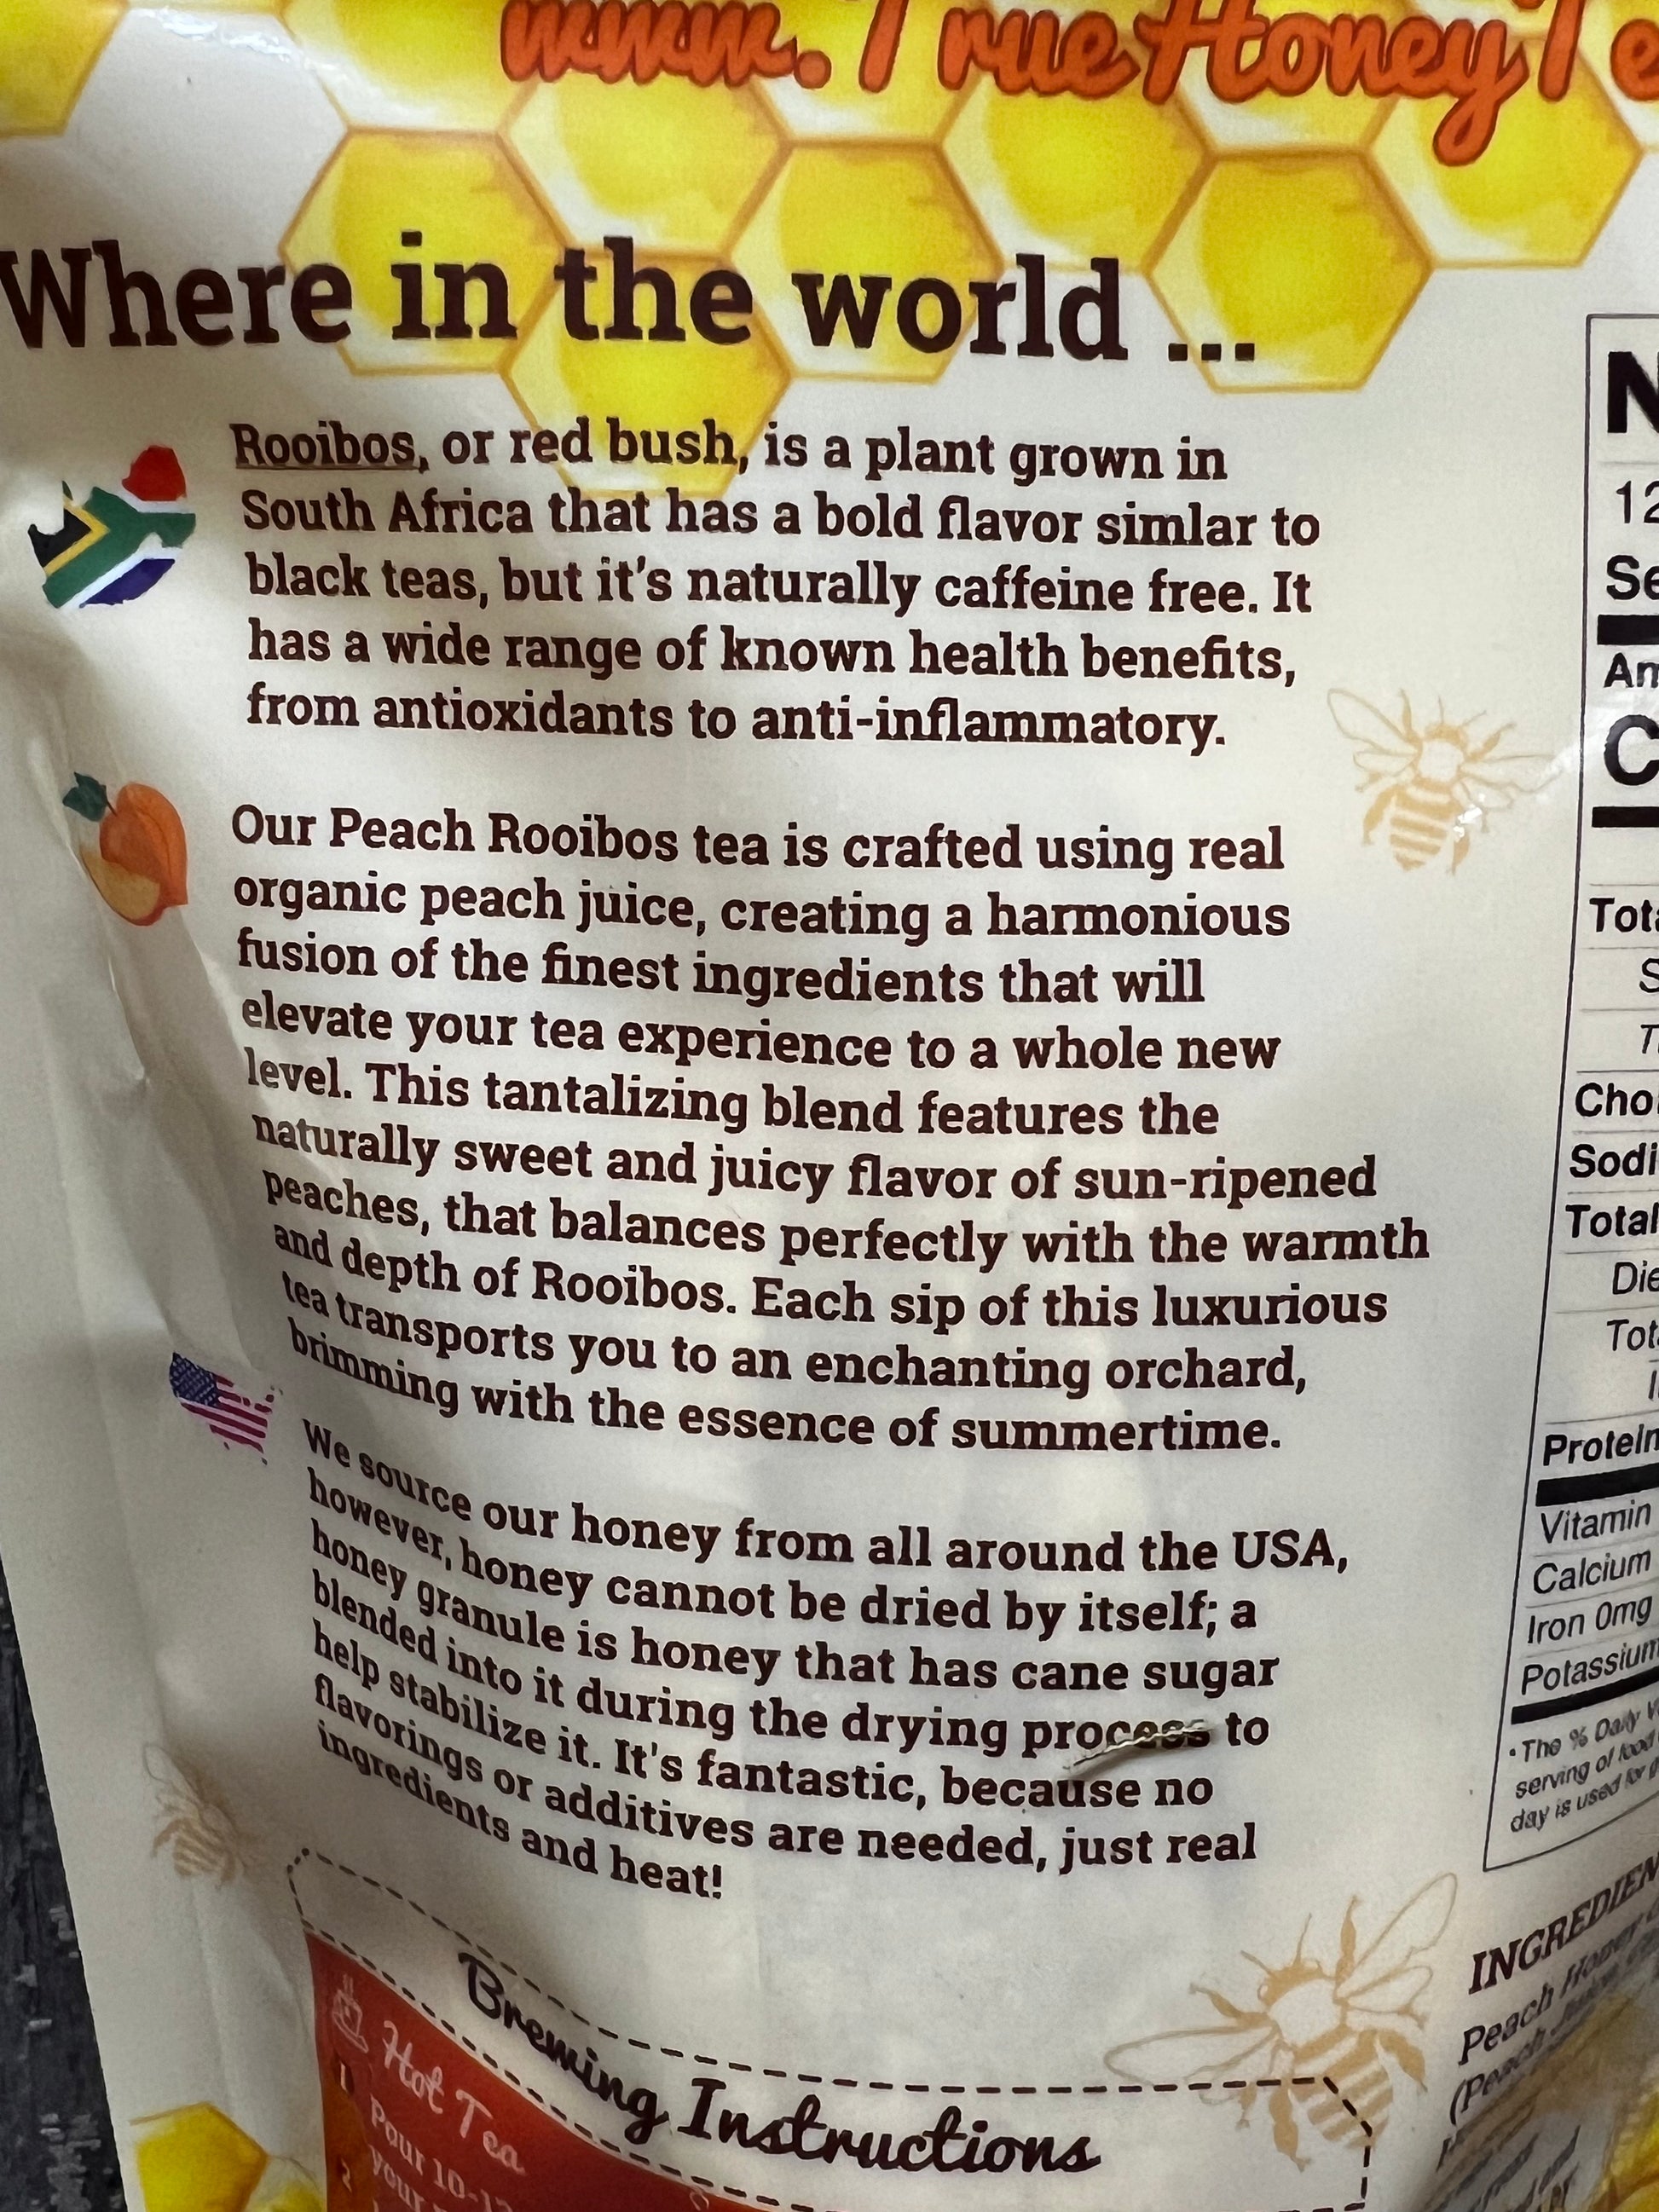 www.TrueHoneyTe
Where in the world ...
Rooibos, or red bush, is a plant grown in
South Africa that has a bold flavor simlar to
black teas, but it's naturally caffeine free. It
has a wide range of known health benefits,
from antioxidants to anti-inflammatory.
Our Peach Rooibos tea is crafted using real
organic peach juice, creating a harmonious
fusion of the finest ingredients that will
elevate your tea experience to a whole new
level. This tantalizing blend features the
naturally sweet and juicy flavor of sun-ripened
peaches, that balances perfectly with the warmth
and depth of Rooibos. Each sip of this luxurious
tea transports you to an enchanting orchard,
brimming with the essence of summertime.
We source our honey from all around the USA,
however, honey cannot be dried by itself; a
honey granule is honey that has cane sugar
blended into it during the drying process to
help stabilize it. It's fantastic, because no
flavorings or additives are needed, just real
ingredients and heat!
Brewing Instructions
Hot Tea
1 Pour 10-12
2 your
N
12
Se
Am
C
Tota
S
T
Chol
Sodi
Total
Die
Tota
I
Protein
Vitamin
Calcium
Iron 0mg
Potassium
*The % Daily V
serving of food
day is used for g
INGREDIEN
Peach Honey
(Peach Juice